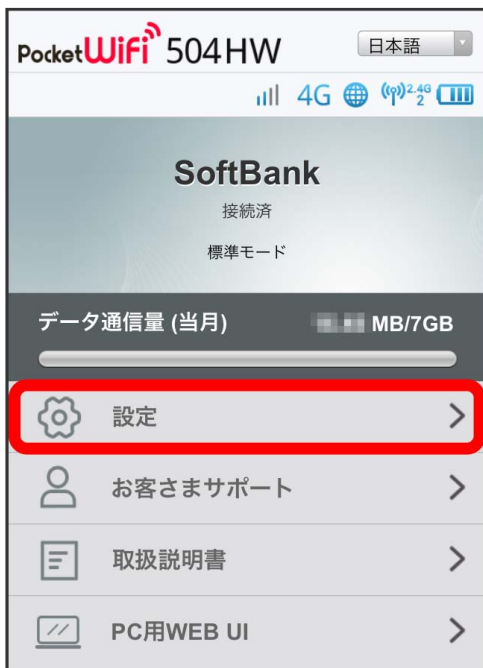 PocketWiFi 504HW 日本語
4G 2.4G 2
SoftBank
接続済
標準モード
データ通信量 (当月) MB/7GB
設定
お客さまサポート
取扱説明書
PC用WEB UI